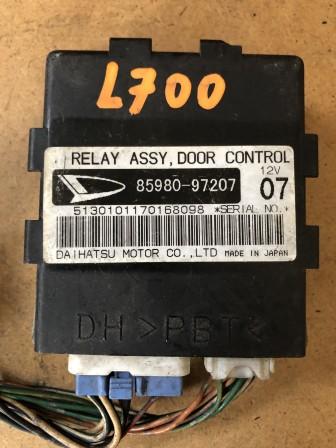 L700
RELAY ASSY, DOOR CONTROL
12V
85980-97207 07
5130101170168098 *SERIAL NO.*
DAIHATSU MOTOR CO.,LTD MADE IN JAPAN
DH >PBT<